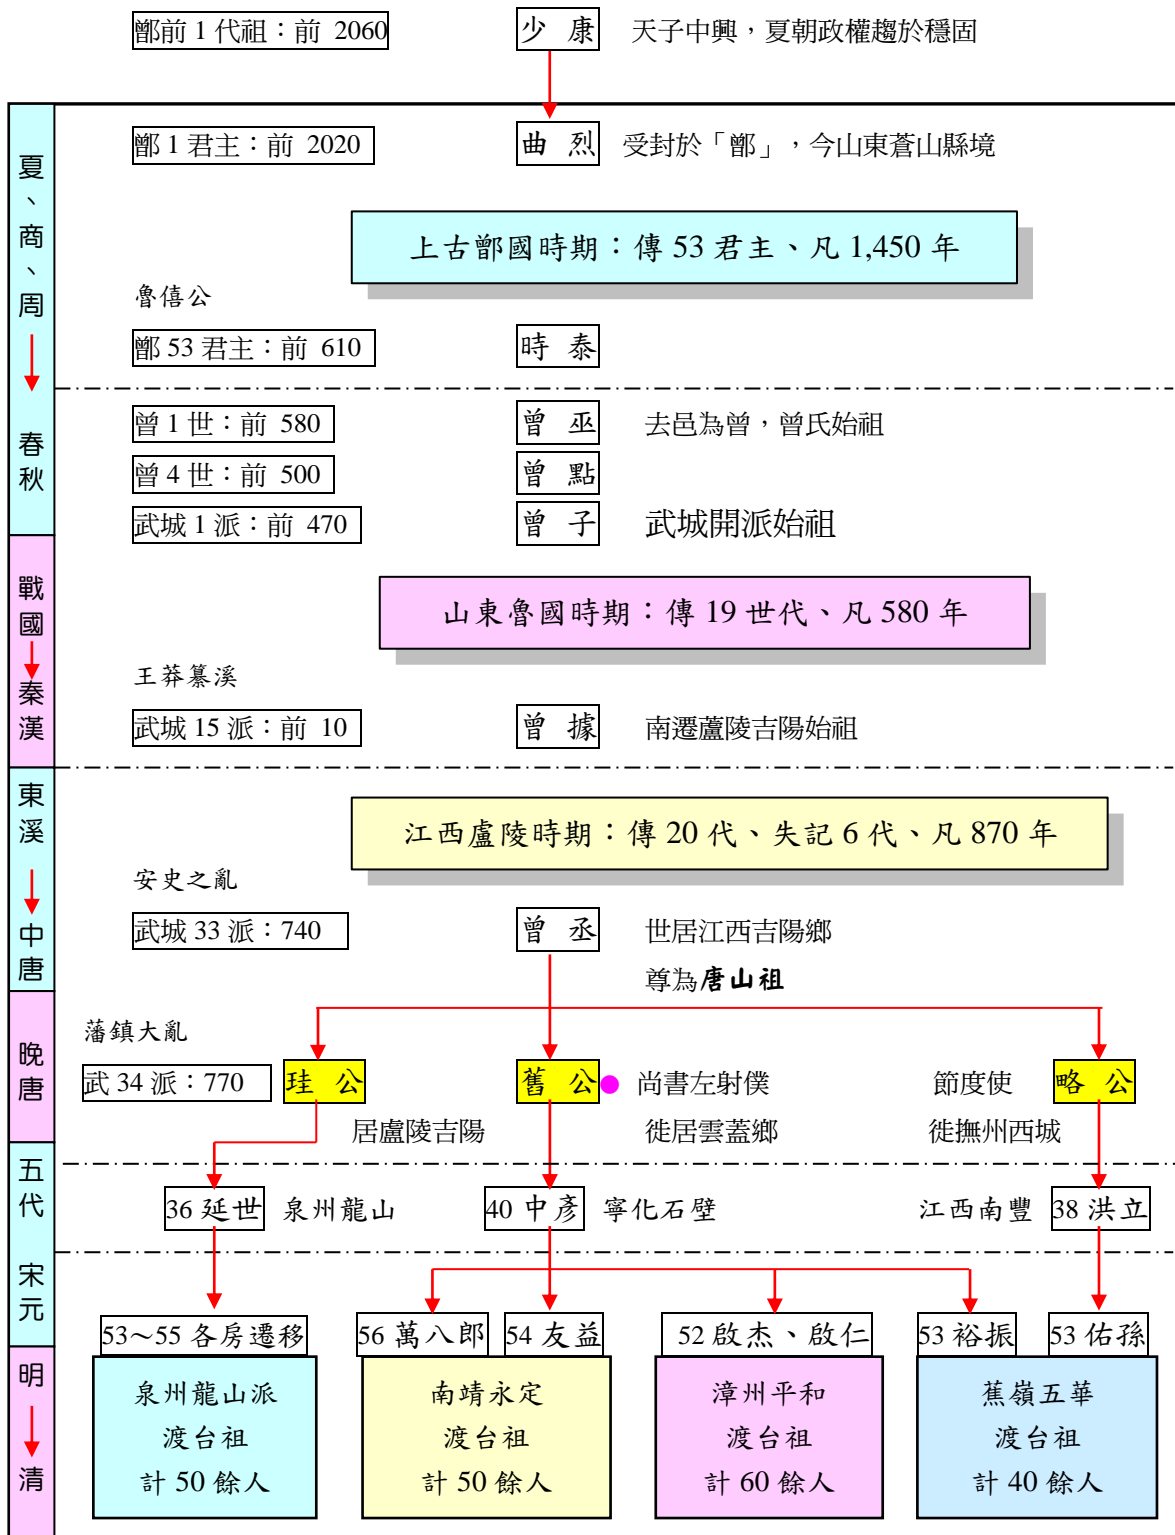 鄫前 1 代祖：前 2060
少 康
天子中興，夏朝政權趨於穩固
夏、商、周
鄫 1 君主：前 2020
曲 烈
受封於「鄫」，今山東蒼山縣境
上古鄫國時期：傳 53 君主、凡 1,450 年
魯僖公
鄫 53 君主：前 610
時 泰
春秋
曾 1 世：前 580
曾 巫
去邑為曾，曾氏始祖
曾 4 世：前 500
曾 點
武城 1 派：前 470
曾 子
武城開派始祖
戰國
秦漢
山東魯國時期：傳 19 世代、凡 580 年
王莽纂溪
武城 15 派：前 10
曾 據
南遷蘆陵吉陽始祖
東溪
中唐
江西盧陵時期：傳 20 代、失記 6 代、凡 870 年
安史之亂
武城 33 派：740
曾 丞
世居江西吉陽鄉
尊為唐山祖
晚唐
藩鎮大亂
武 34 派：770
珪 公
舊 公
尚書左射僕
節度使
略 公
居盧陵吉陽
徙居雲蓋鄉
徙撫州西城
五代
36 延世
泉州龍山
40 中彥
寧化石壁
江西南豐
38 洪立
宋元
53～55 各房遷移
56 萬八郎
54 友益
52 啟杰、啟仁
53 裕振
53 佑孫
明
清
泉州龍山派
渡台祖
計 50 餘人
南靖永定
渡台祖
計 50 餘人
漳州平和
渡台祖
計 60 餘人
蕉嶺五華
渡台祖
計 40 餘人